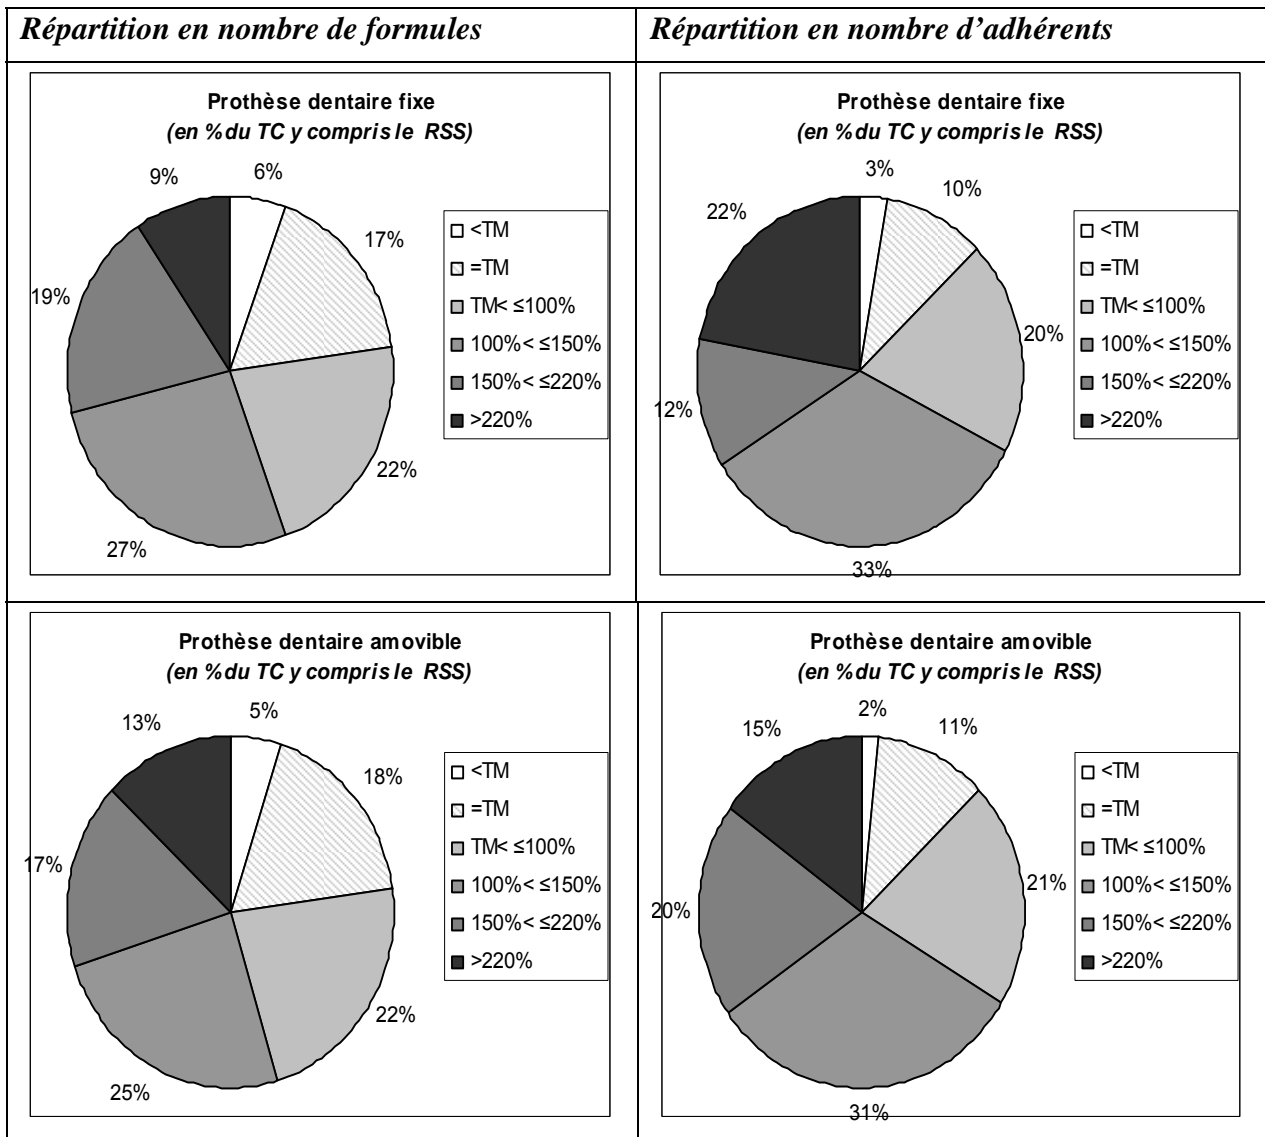 Répartition en nombre de formules
Répartition en nombre d'adhérents
Prothèse dentaire fixe
(en % du TC y compris le RSS)
6%
17%
22%
27%
19%
9%
<TM
=TM
TM< ≤100%
100%< ≤150%
150%< ≤220%
>220%
Prothèse dentaire fixe
(en % du TC y compris le RSS)
3%
10%
20%
33%
12%
22%
<TM
=TM
TM< ≤100%
100%< ≤150%
150%< ≤220%
>220%
Prothèse dentaire amovible
(en % du TC y compris le RSS)
5%
18%
22%
25%
17%
13%
<TM
=TM
TM< ≤100%
100%< ≤150%
150%< ≤220%
>220%
Prothèse dentaire amovible
(en % du TC y compris le RSS)
2%
11%
21%
31%
20%
15%
<TM
=TM
TM< ≤100%
100%< ≤150%
150%< ≤220%
>220%